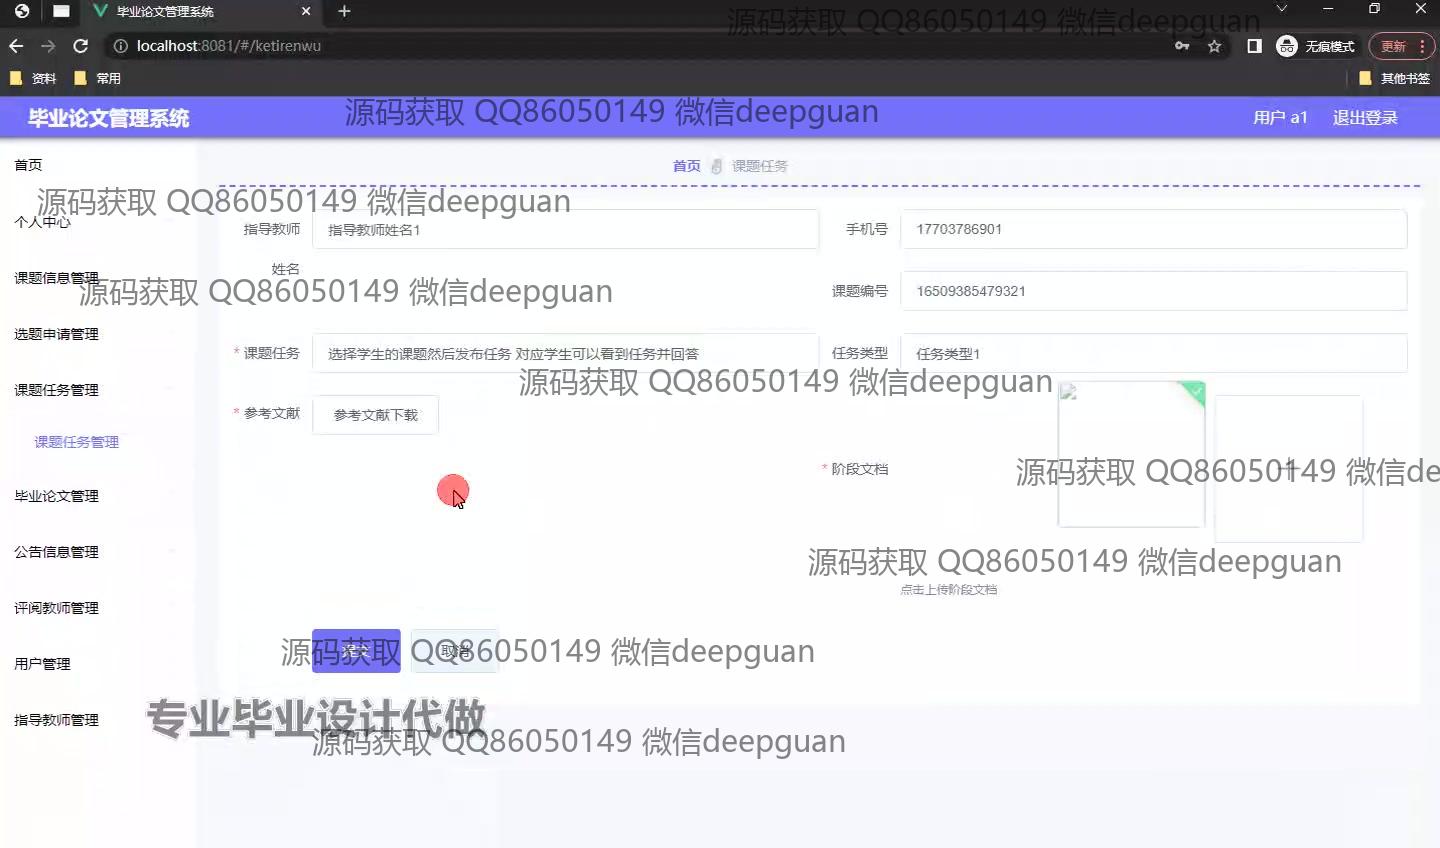 毕业论文管理系统
源码获取 QQ86050149 微信deepguan
localhost:8081/#/ketirenwu
无痕模式
更新
资料
常用
其他书签
毕业论文管理系统
源码获取 QQ86050149 微信deepguan
用户 a1
退出登录
首页
首页
课题任务
源码获取 QQ86050149 微信deepguan
个人中心
指导教师姓名
指导教师姓名1
手机号
17703786901
课题信息管理
源码获取 QQ86050149 微信deepguan
课题编号
16509385479321
选题申请管理
* 课题任务
选择学生的课题然后发布任务 对应学生可以看到任务并回答
任务类型
任务类型1
课题任务管理
源码获取 QQ86050149 微信deepguan
* 参考文献
参考文献下载
课题任务管理
* 阶段文档
源码获取 QQ86050149 微信de
毕业论文管理
公告信息管理
源码获取 QQ86050149 微信deepguan
点击上传阶段文档
评阅教师管理
用户管理
提交
取消
源码获取 QQ86050149 微信deepguan
指导教师管理
专业毕业设计代做
源码获取 QQ86050149 微信deepguan